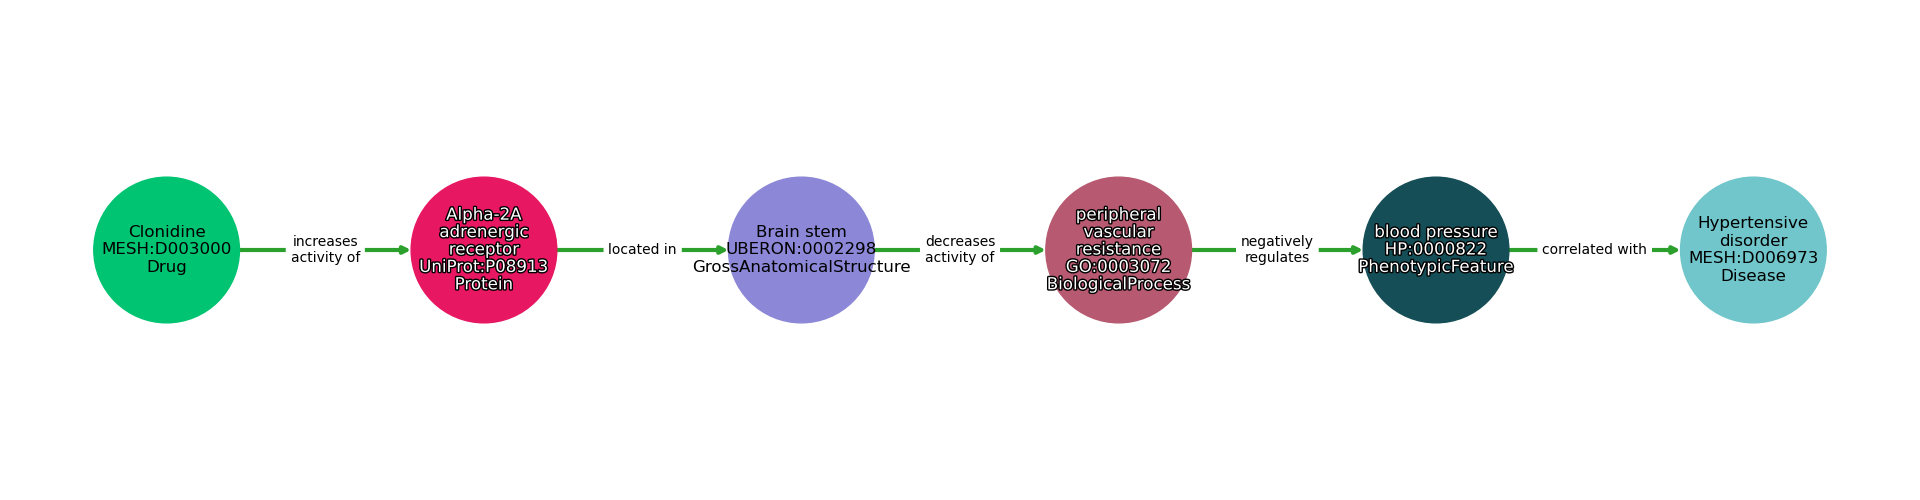 Clonidine
MESH:D003000
Drug
increases
activity of
Alpha-2A
adrenergic
receptor
UniProt:P08913
Protein
located in
Brain stem
UBERON:0002298
GrossAnatomicalStructure
decreases
activity of
peripheral
vascular
resistance
GO:0003072
BiologicalProcess
negatively
regulates
blood pressure
HP:0000822
PhenotypicFeature
correlated with
Hypertensive
disorder
MESH:D006973
Disease